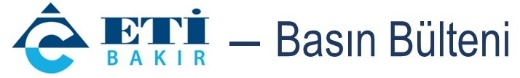 ETİ
BAKIR
— Basın Bülteni